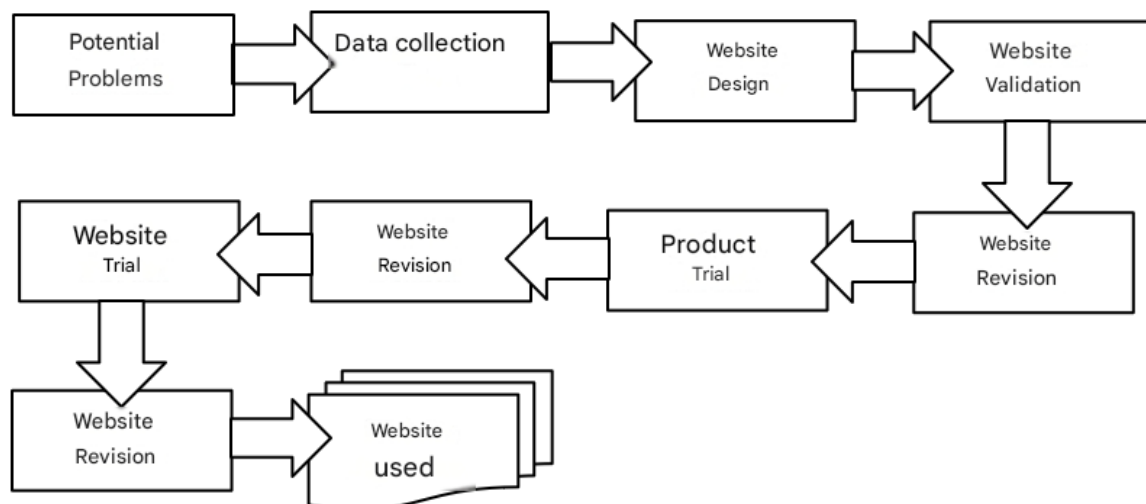 Potential
Problems
Data collection
Website
Design
Website
Validation
Website
Trial
Website
Revision
Product
Trial
Website
Revision
Website
Revision
Website
used